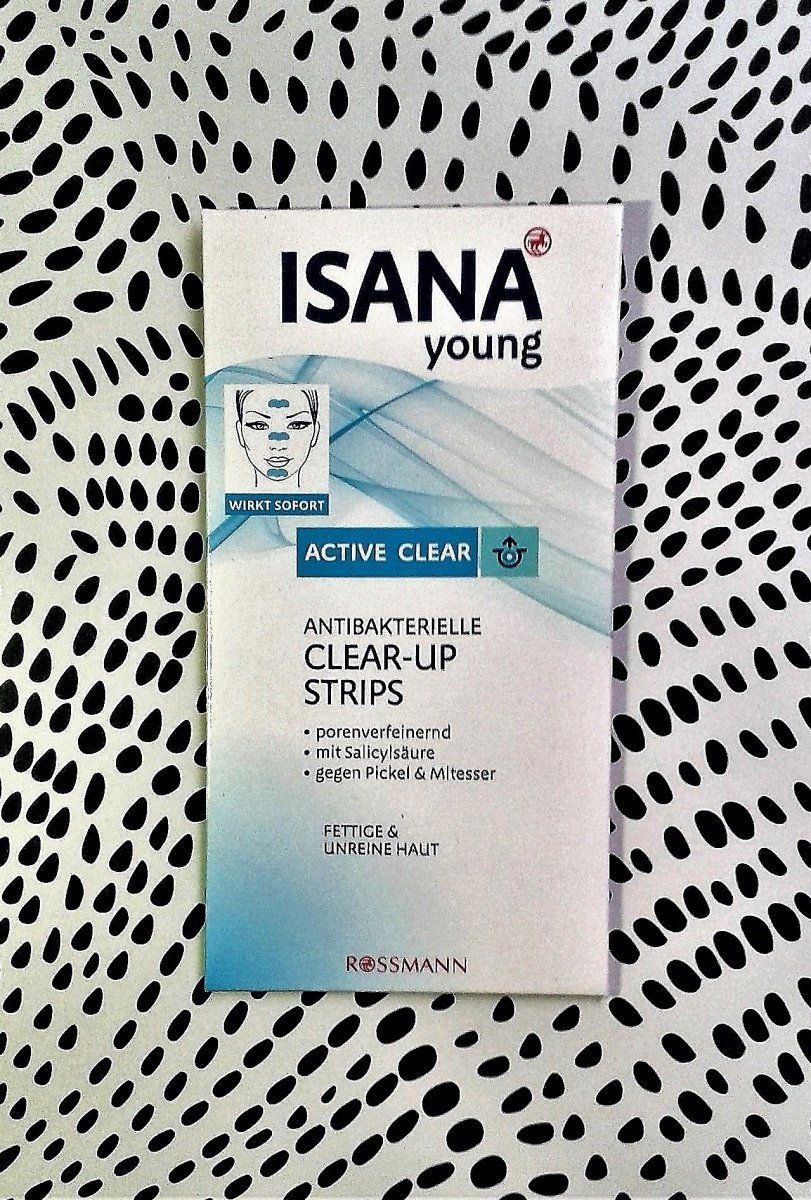 ISANA
young
WIRKT SOFORT
ACTIVE CLEAR
ANTIBAKTERIELLE
CLEAR-UP
STRIPS
• porenverfeinernd
• mit Salicylsäure
• gegen Pickel & Mitesser
FETTIGE &
UNREINE HAUT
ROSSMANN